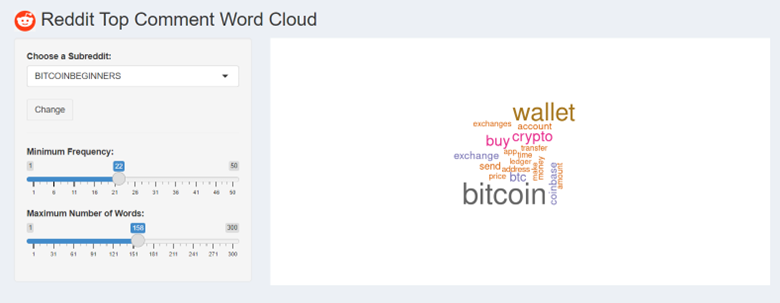 Reddit Top Comment Word Cloud
Choose a Subreddit:
BITCOINBEGINNERS
Change
Minimum Frequency:
1 22 50
1 6 11 16 21 26 31 36 41 46 50
Maximum Number of Words:
1 158 300
1 31 61 91 121 151 181 211 241 271 300
wallet
exchanges account
buy crypto
transfer
app time
exchange
ledger
send address
make
money
price btc
coinbase
amount
bitcoin